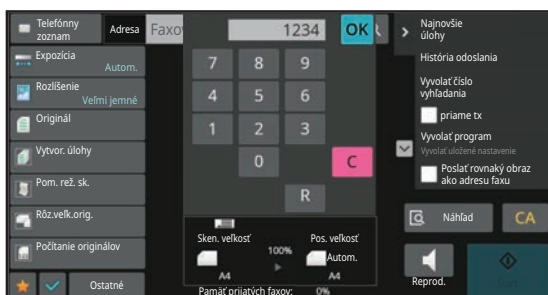 Telefónny
zoznam
Adresa
Faxo
1234
OK
Najnovšie
úlohy
Expozícia
Autom.
7 8 9
História odoslania
Rozlíšenie
Veľmi jemné
4 5 6
Vyvolať číslo
vyhľadania
Originál
priame tx
1 2 3
Vytvor. úlohy
Vyvolať program
Vyvolať uložené nastavenie
0 C
Pom. rež. sk.
Poslať rovnaký obraz
ako adresu faxu
R
Rôz.veľk.orig.
Náhľad
CA
Počítanie originálov
Sken. veľkosť
100%
Pos. veľkosť
Autom.
A4
A4
Ostatné
Pamäť prijatých faxov: 0%
Reprod.
Štart